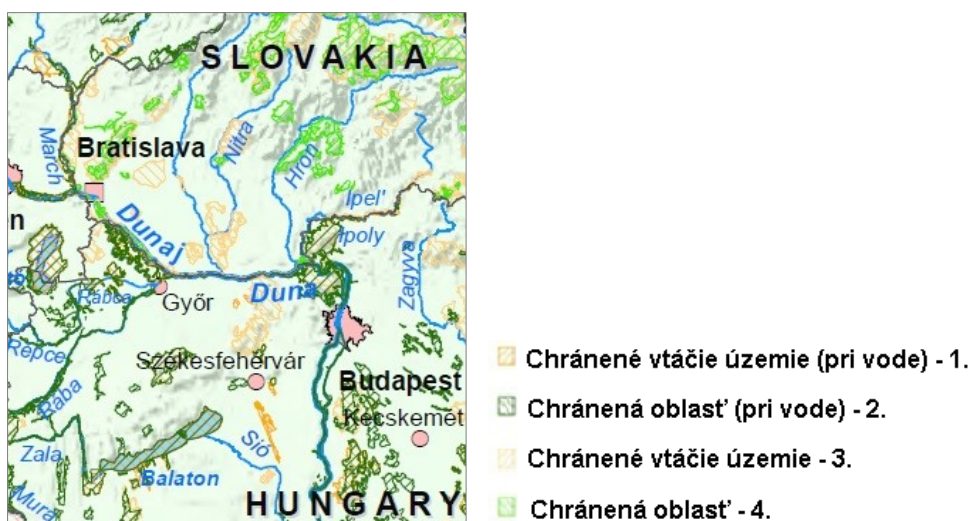 SLOVAKIA
March
Bratislava
Nitra
Hron
Dunaj
Ipel'
Ipoly
Zagyva
Duna
Rábca
Győr
Répce
Székesfehérvár
Budapest
Rába
Kecskemét
Zala
Sió
Balaton
Mura
HUNGARY
Chránené vtáčie územie (pri vode) - 1.
Chránená oblasť (pri vode) - 2.
Chránené vtáčie územie - 3.
Chránená oblasť - 4.